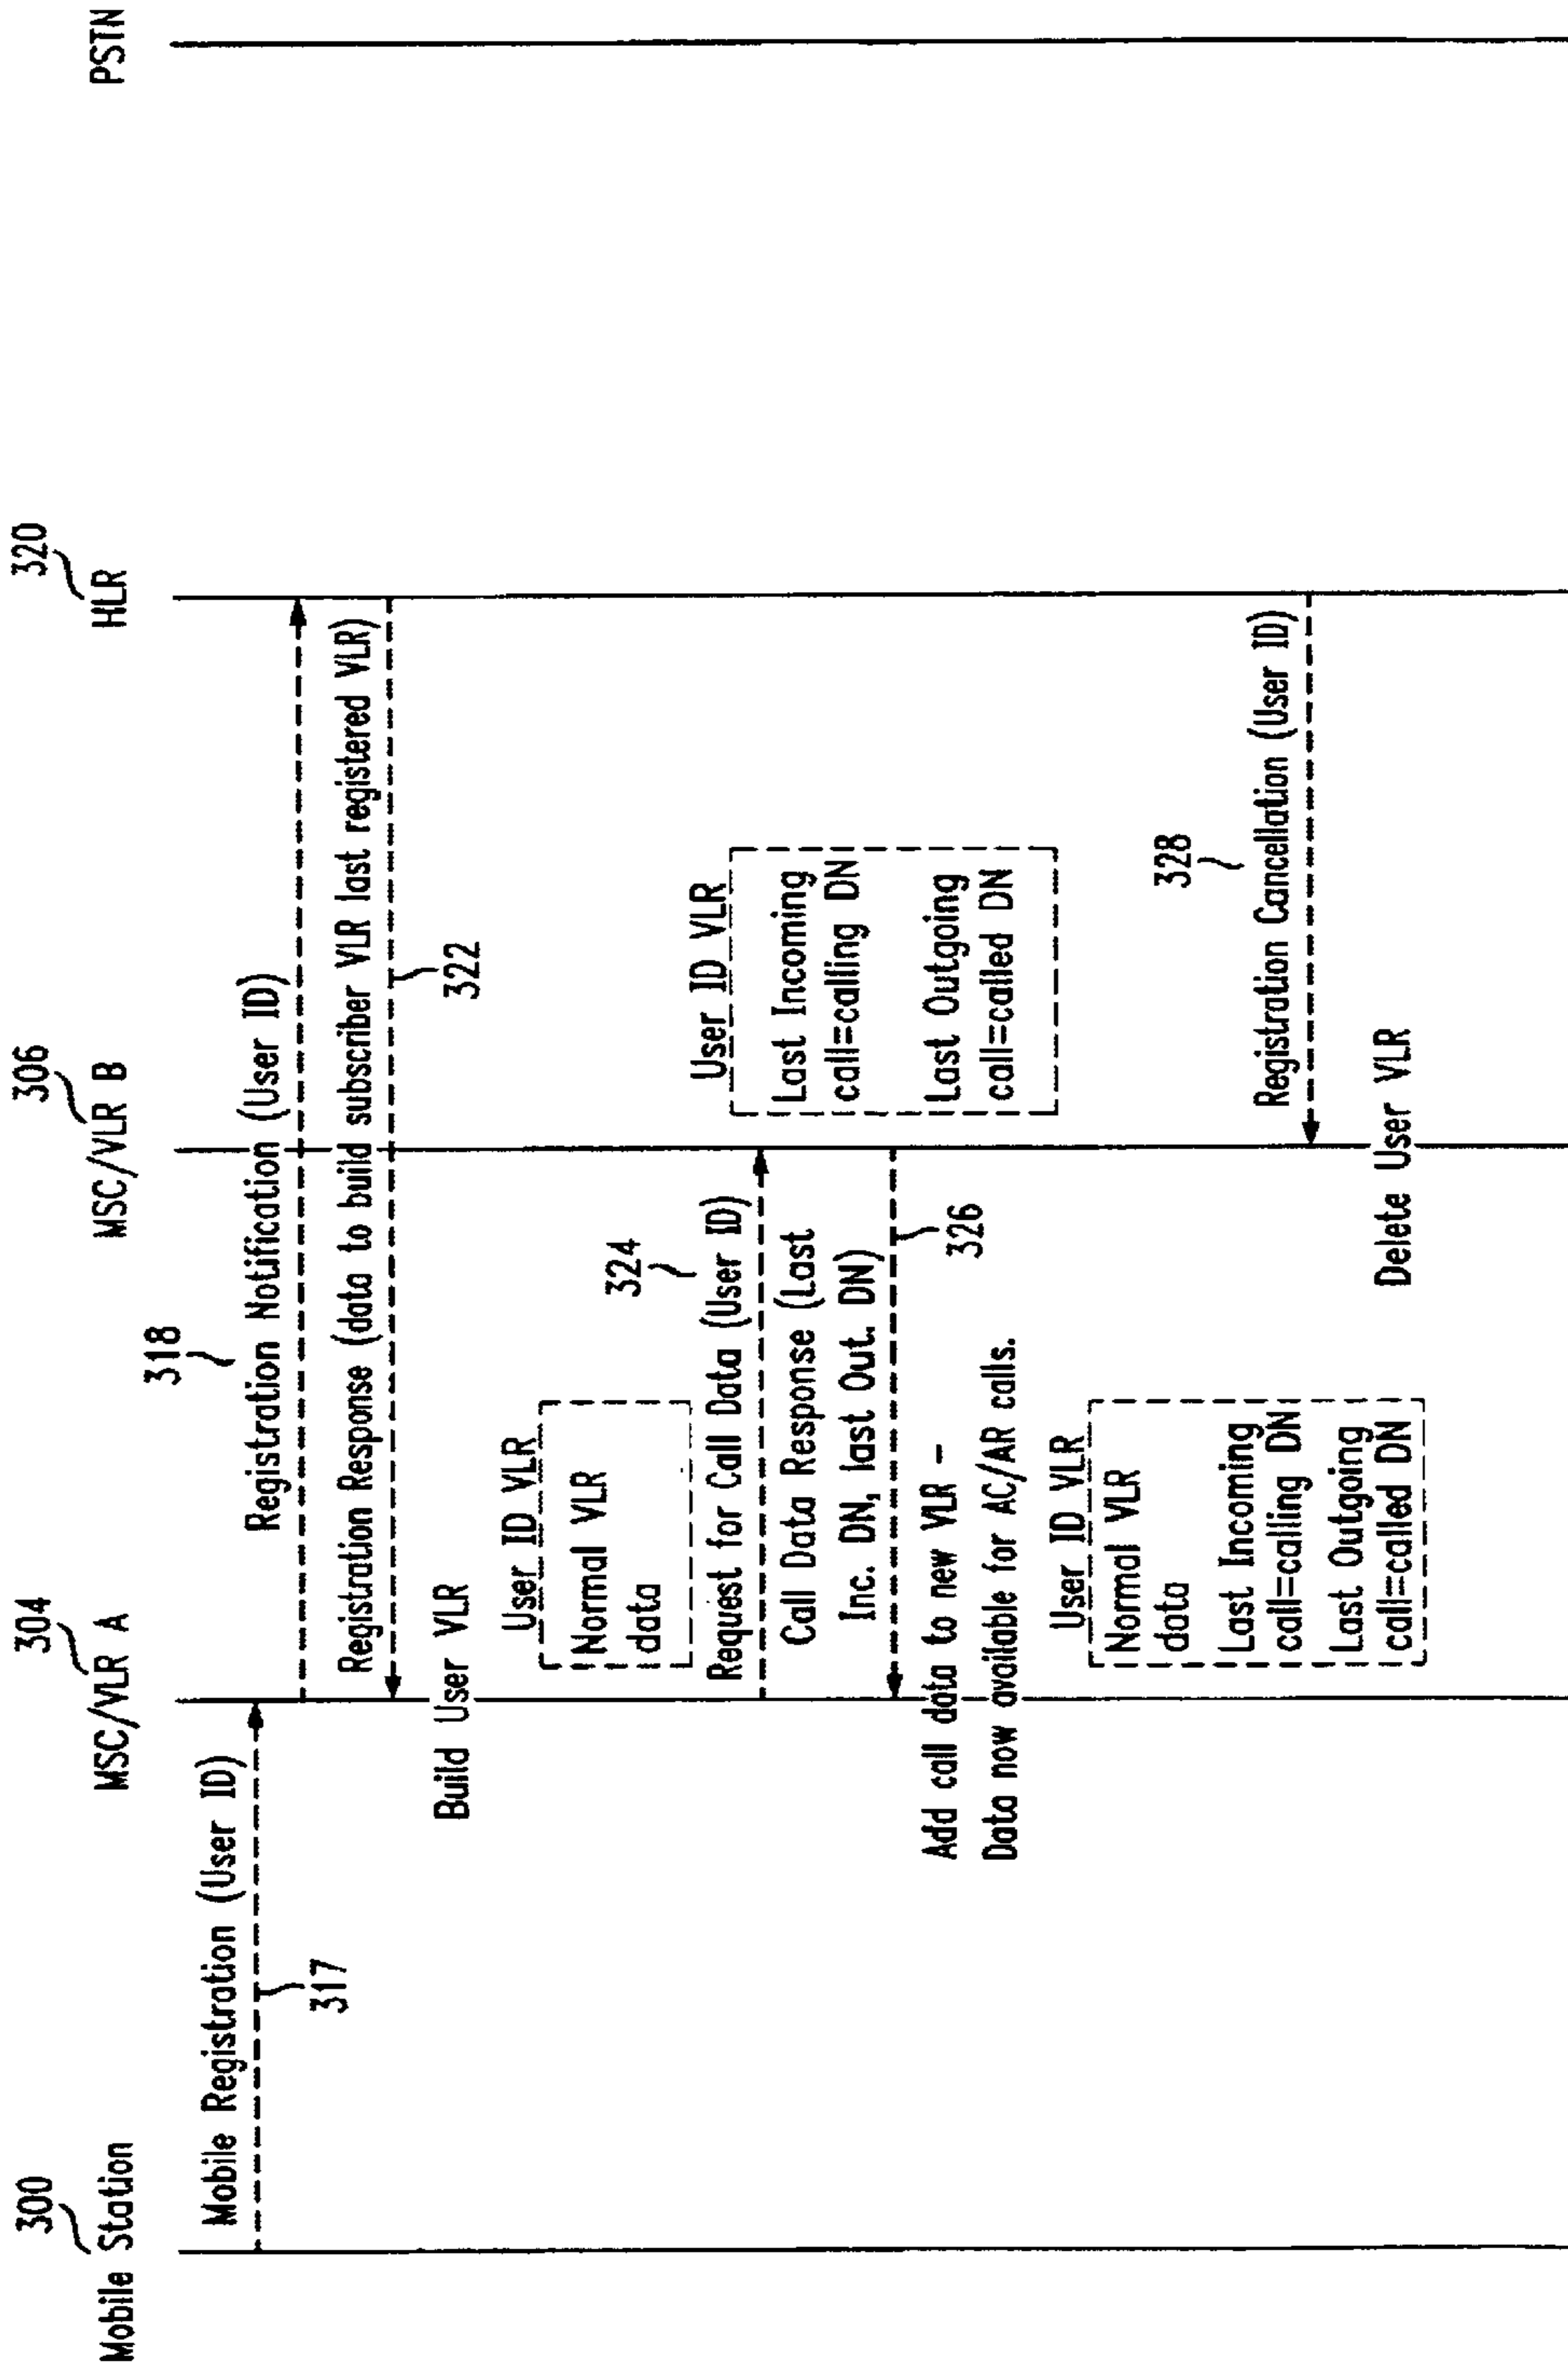 300
Mobile Station
304
MSC/VLR A
306
MSC/VLR B
320
HLR
PSTN
Mobile Registration (User ID)
317
318
Registration Notification (User ID)
Registration Response (data to build subscriber VLR last registered VLR)
322
Build User VLR
User ID VLR
Normal VLR
data
324
Request for Call Data (User ID)
User ID VLR
Last Incoming
call=calling DN
Last Outgoing
call=called DN
Call Data Response (Last
Inc. DN, last Out. DN)
326
Add call data to new VLR -
Data now available for AC/AR calls.
User ID VLR
Normal VLR
data
Last Incoming
call=calling DN
Last Outgoing
call=called DN
328
Registration Cancellation (User ID)
Delete User VLR